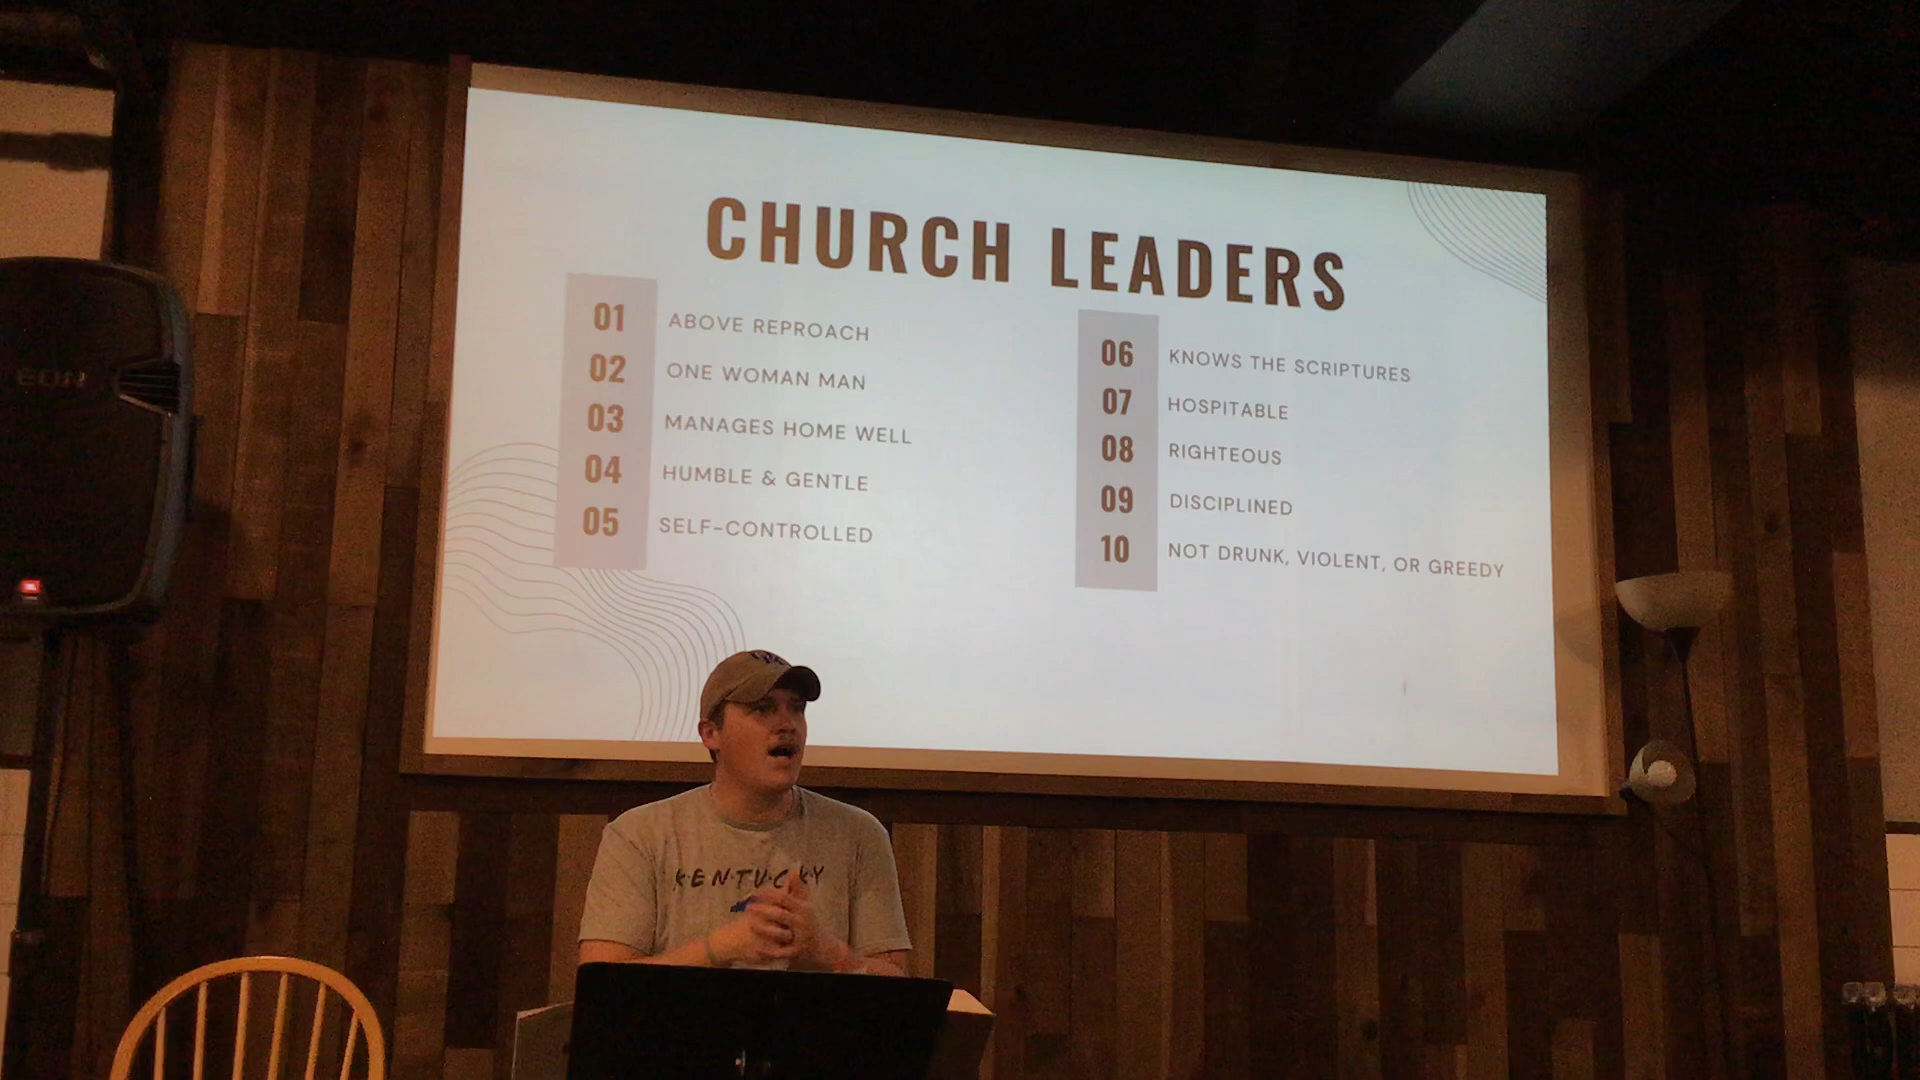 CHURCH LEADERS
01 ABOVE REPROACH
02 ONE WOMAN MAN
03 MANAGES HOME WELL
04 HUMBLE & GENTLE
05 SELF-CONTROLLED
06 KNOWS THE SCRIPTURES
07 HOSPITABLE
08 RIGHTEOUS
09 DISCIPLINED
10 NOT DRUNK, VIOLENT, OR GREEDY
EON
K·E·N·T·U·C·K·Y